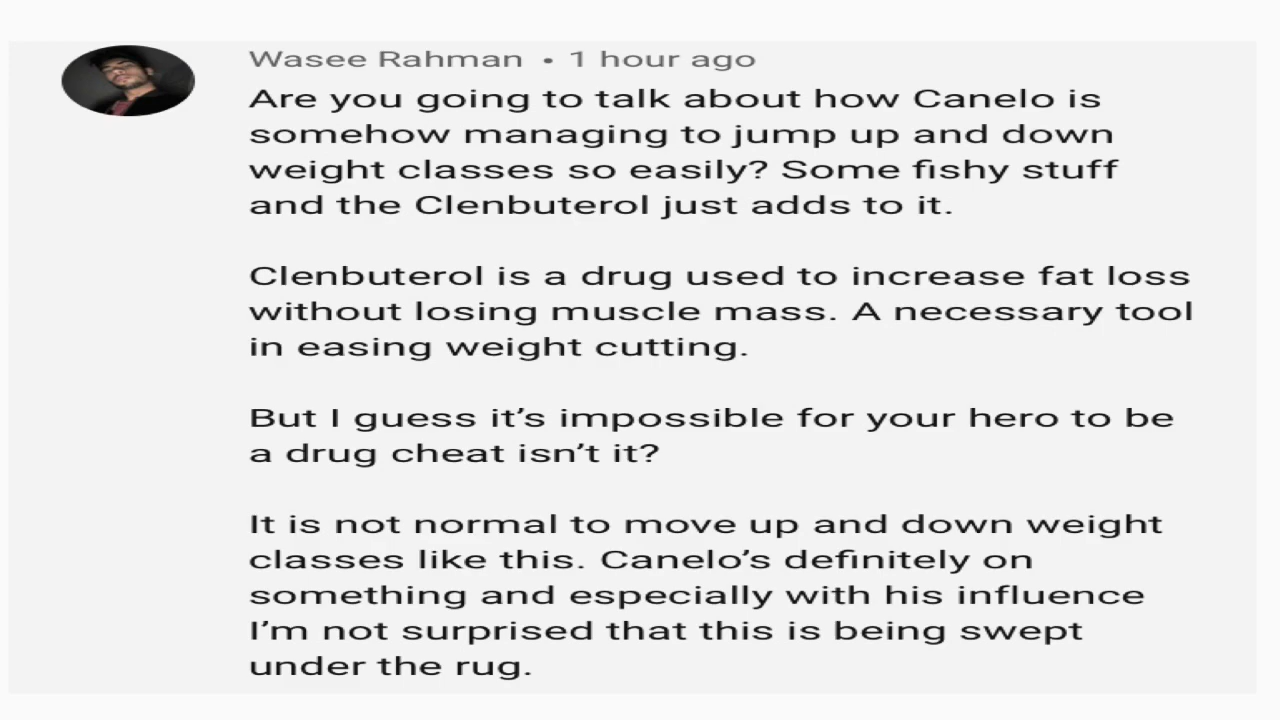 Wasee Rahman • 1 hour ago
Are you going to talk about how Canelo is
somehow managing to jump up and down
weight classes so easily? Some fishy stuff
and the Clenbuterol just adds to it.
Clenbuterol is a drug used to increase fat loss
without losing muscle mass. A necessary tool
in easing weight cutting.
But I guess it’s impossible for your hero to be
a drug cheat isn’t it?
It is not normal to move up and down weight
classes like this. Canelo’s definitely on
something and especially with his influence
I’m not surprised that this is being swept
under the rug.